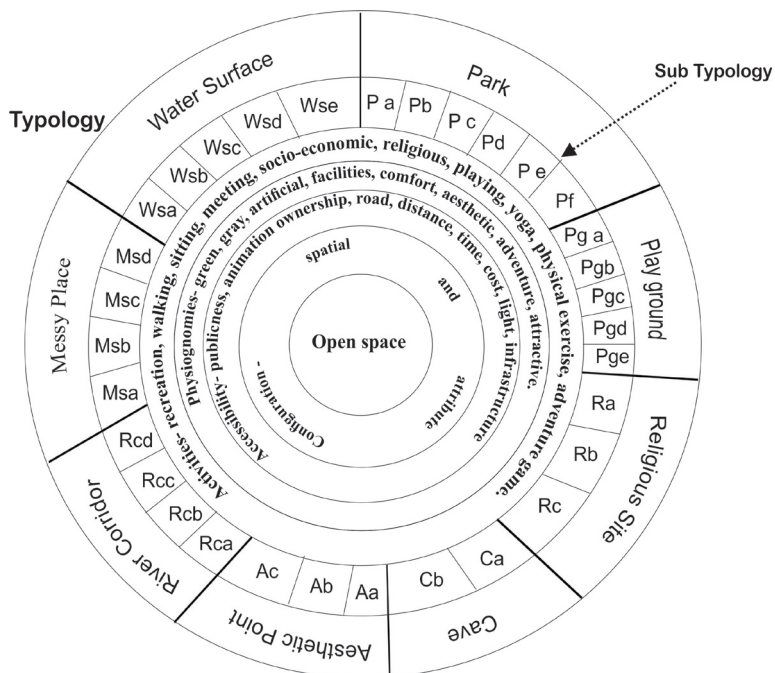 Typology
Sub Typology
Water Surface
Park
Play ground
Religious Site
Cave
Aesthetic Point
River Corridor
Messy Place
P a
Pb
P c
Pd
P e
Pf
Pg a
Pgb
Pgc
Pgd
Pge
Ra
Rb
Rc
Ca
Cb
Aa
Ab
Ac
Rca
Rcb
Rcc
Rcd
Msa
Msb
Msc
Msd
Wsa
Wsb
Wsc
Wsd
Wse
Activities- recreation, walking, sitting, meeting, socio-economic, religious, playing, yoga, physical exercise, adventure game.
Physiognomies- green, gray, artificial, facilities, comfort, aesthetic, adventure, attractive.
Accessibility- publicness, animation ownership, road, distance, time, cost, light, infrastructure
Configuration - spatial and attribute
Open space